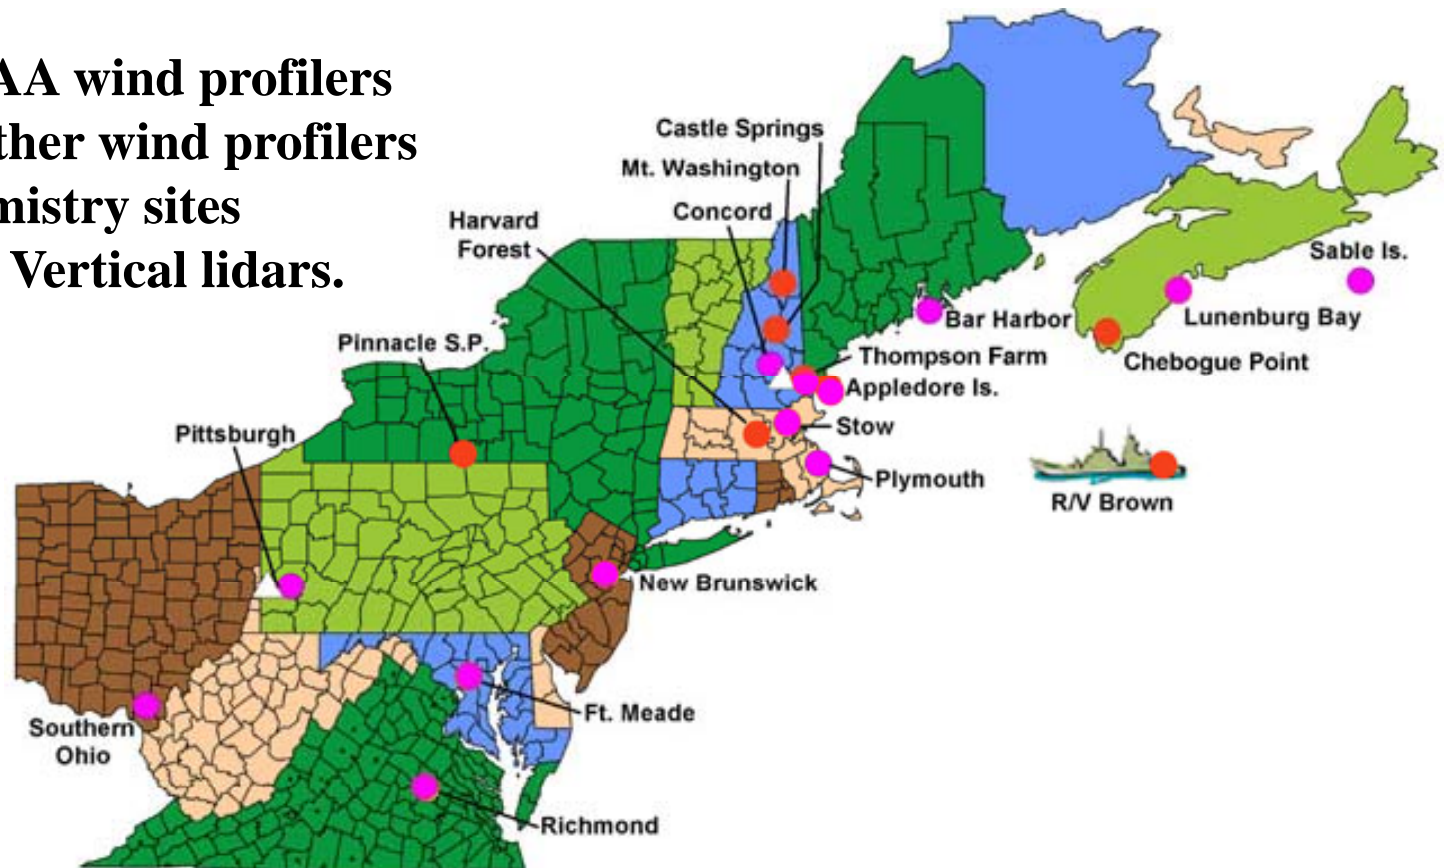 AA wind profilers
ther wind profilers
mistry sites
Vertical lidars.
Castle Springs
Mt. Washington
Concord
Harvard
Forest
Sable Is.
Bar Harbor
Lunenburg Bay
Pinnacle S.P.
Thompson Farm
Chebogue Point
Appledore Is.
Stow
Pittsburgh
Plymouth
R/V Brown
New Brunswick
Ft. Meade
Southern
Ohio
Richmond